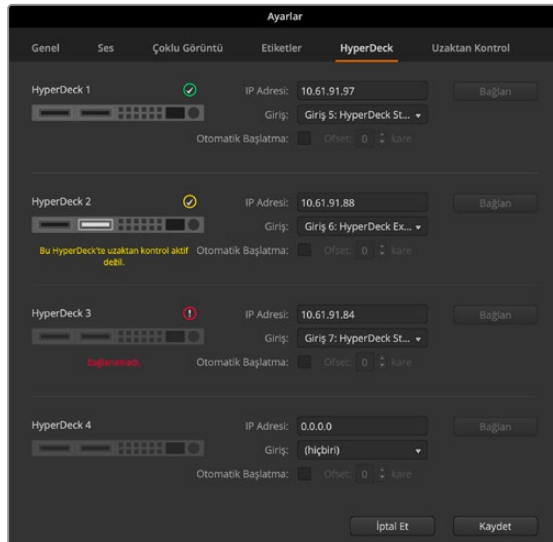 Ayarlar
Genel Ses Çoklu Görüntü Etiketler HyperDeck Uzaktan Kontrol
HyperDeck 1 IP Adresi: 10.61.91.97 Bağlan
Giriş: Giriş 5: HyperDeck St...
Otomatik Başlatma: Ofset: 0 kare
HyperDeck 2 IP Adresi: 10.61.91.88 Bağlan
Giriş: Giriş 6: HyperDeck Ex...
Bu HyperDeck'te uzaktan kontrol aktif değil.
Otomatik Başlatma: Ofset: 0 kare
HyperDeck 3 IP Adresi: 10.61.91.84 Bağlan
Giriş: Giriş 7: HyperDeck St...
Bağlanamadı Otomatik Başlatma: Ofset: 0 kare
HyperDeck 4 IP Adresi: 0.0.0.0 Bağlan
Giriş: (hiçbiri)
Otomatik Başlatma: Ofset: 0 kare
İptal Et Kaydet